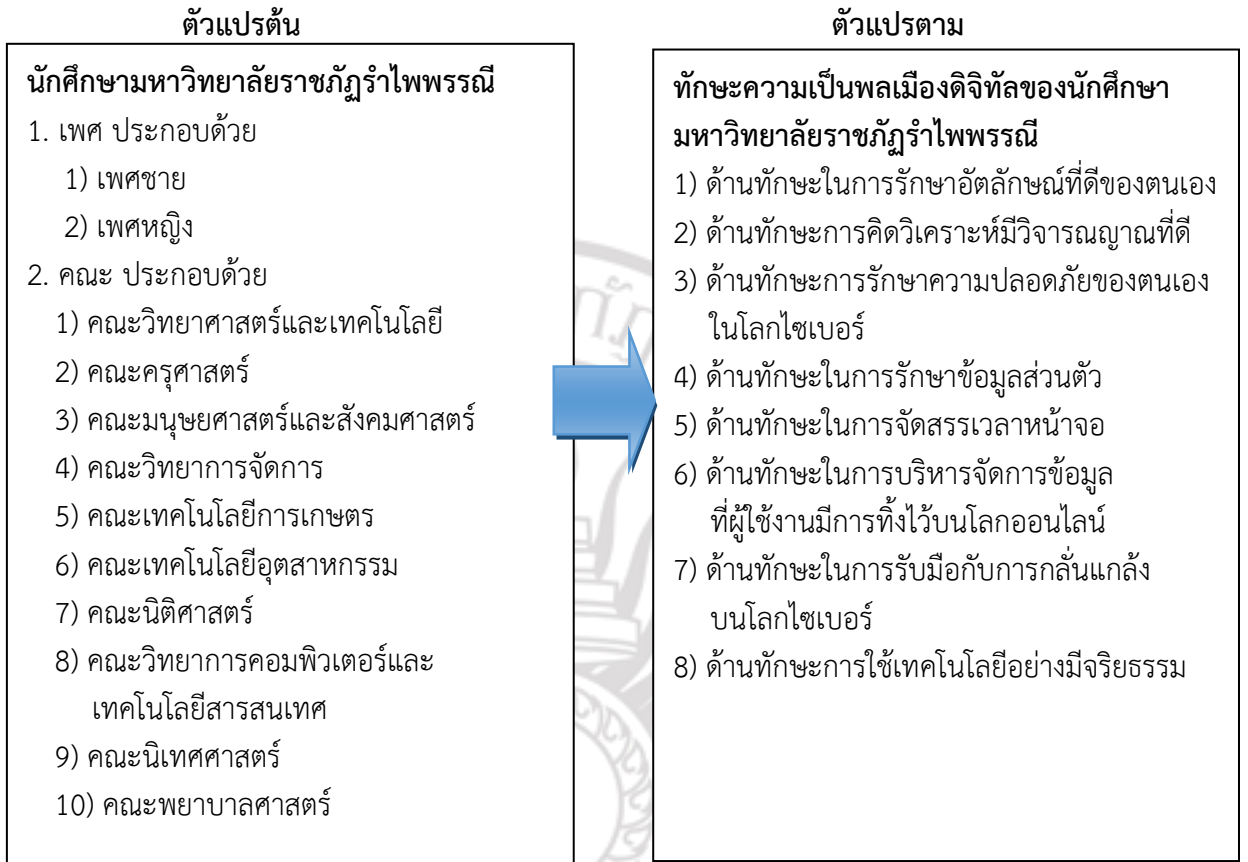 ตัวแปรต้น
นักศึกษามหาวิทยาลัยราชภัฏรำไพพรรณี
1. เพศ ประกอบด้วย
1) เพศชาย
2) เพศหญิง
2. คณะ ประกอบด้วย
1) คณะวิทยาศาสตร์และเทคโนโลยี
2) คณะครุศาสตร์
3) คณะมนุษยศาสตร์และสังคมศาสตร์
4) คณะวิทยาการจัดการ
5) คณะเทคโนโลยีการเกษตร
6) คณะเทคโนโลยีอุตสาหกรรม
7) คณะนิติศาสตร์
8) คณะวิทยาการคอมพิวเตอร์และ
เทคโนโลยีสารสนเทศ
9) คณะนิเทศศาสตร์
10) คณะพยาบาลศาสตร์
ตัวแปรตาม
ทักษะความเป็นพลเมืองดิจิทัลของนักศึกษา
มหาวิทยาลัยราชภัฏรำไพพรรณี
1) ด้านทักษะในการรักษาอัตลักษณ์ที่ดีของตนเอง
2) ด้านทักษะการคิดวิเคราะห์มีวิจารณญาณที่ดี
3) ด้านทักษะการรักษาความปลอดภัยของตนเอง
ในโลกไซเบอร์
4) ด้านทักษะในการรักษาข้อมูลส่วนตัว
5) ด้านทักษะในการจัดสรรเวลาหน้าจอ
6) ด้านทักษะในการบริหารจัดการข้อมูล
ที่ผู้ใช้งานมีการทิ้งไว้บนโลกออนไลน์
7) ด้านทักษะในการรับมือกับการกลั่นแกล้ง
บนโลกไซเบอร์
8) ด้านทักษะการใช้เทคโนโลยีอย่างมีจริยธรรม